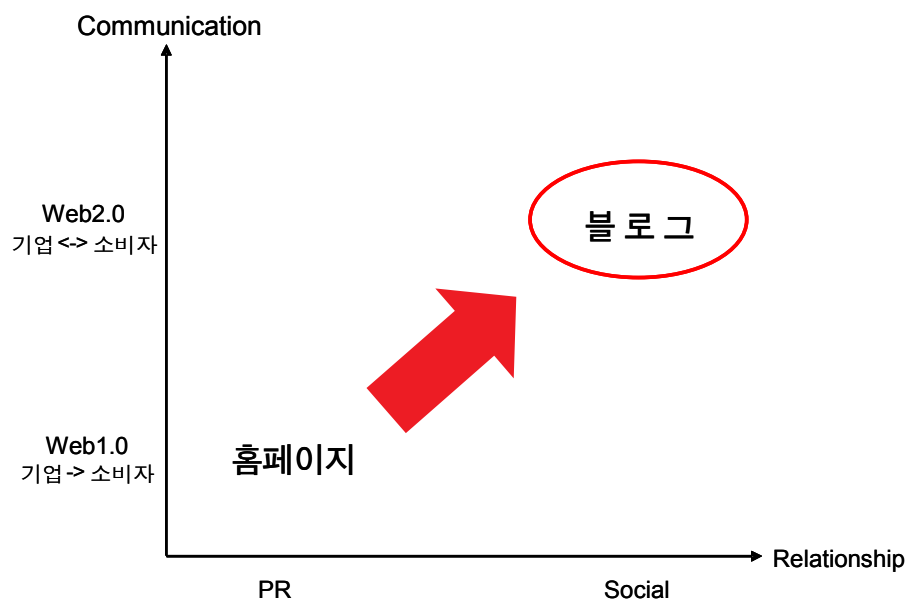 Communication
Web2.0
기업 <-> 소비자
블 로 그
Web1.0
기업 -> 소비자
홈페이지
Relationship
PR
Social